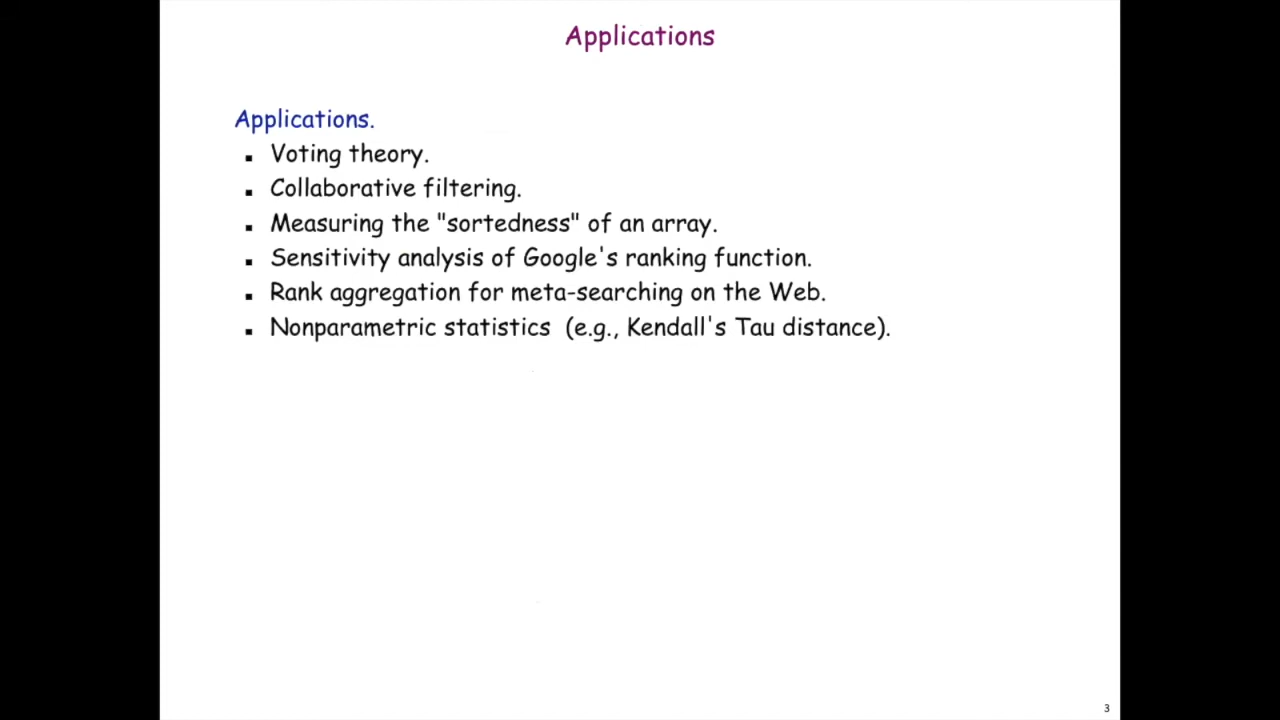 Applications
Applications.
▪ Voting theory.
▪ Collaborative filtering.
▪ Measuring the "sortedness" of an array.
▪ Sensitivity analysis of Google's ranking function.
▪ Rank aggregation for meta-searching on the Web.
▪ Nonparametric statistics (e.g., Kendall's Tau distance).
3